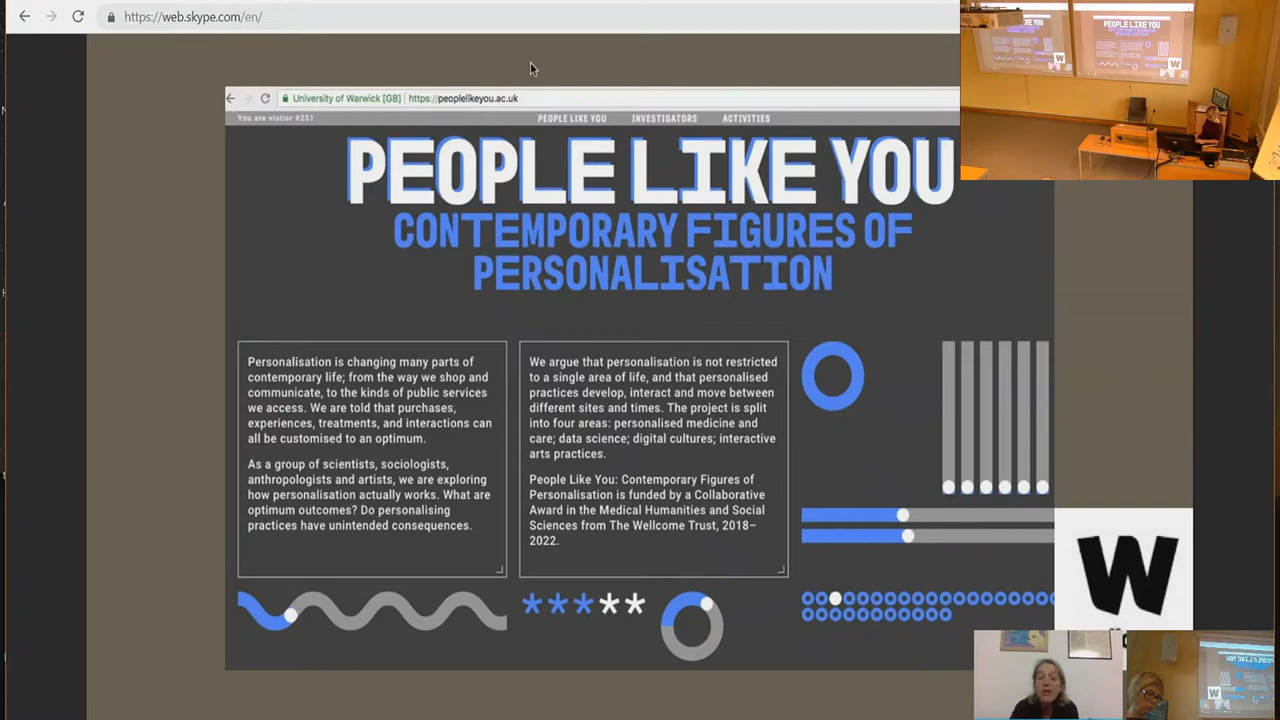 https://web.skype.com/en/
University of Warwick [GB] | https://peoplelikeyou.ac.uk
You are vistior #251
PEOPLE LIKE YOU INVESTIGATORS ACTIVITIES
PEOPLE LIKE YOU
CONTEMPORARY FIGURES OF
PERSONALISATION
Personalisation is changing many parts of
contemporary life; from the way we shop and
communicate, to the kinds of public services
we access. We are told that purchases,
experiences, treatments, and interactions can
all be customised to an optimum.
As a group of scientists, sociologists,
anthropologists and artists, we are exploring
how personalisation actually works. What are
optimum outcomes? Do personalising
practices have unintended consequences.
We argue that personalisation is not restricted
to a single area of life, and that personalised
practices develop, interact and move between
different sites and times. The project is split
into four areas: personalised medicine and
care; data science; digital cultures; interactive
arts practices.
People Like You: Contemporary Figures of
Personalisation is funded by a Collaborative
Award in the Medical Humanities and Social
Sciences from The Wellcome Trust, 2018–
2022.
W
PEOPLE LIKE YOU